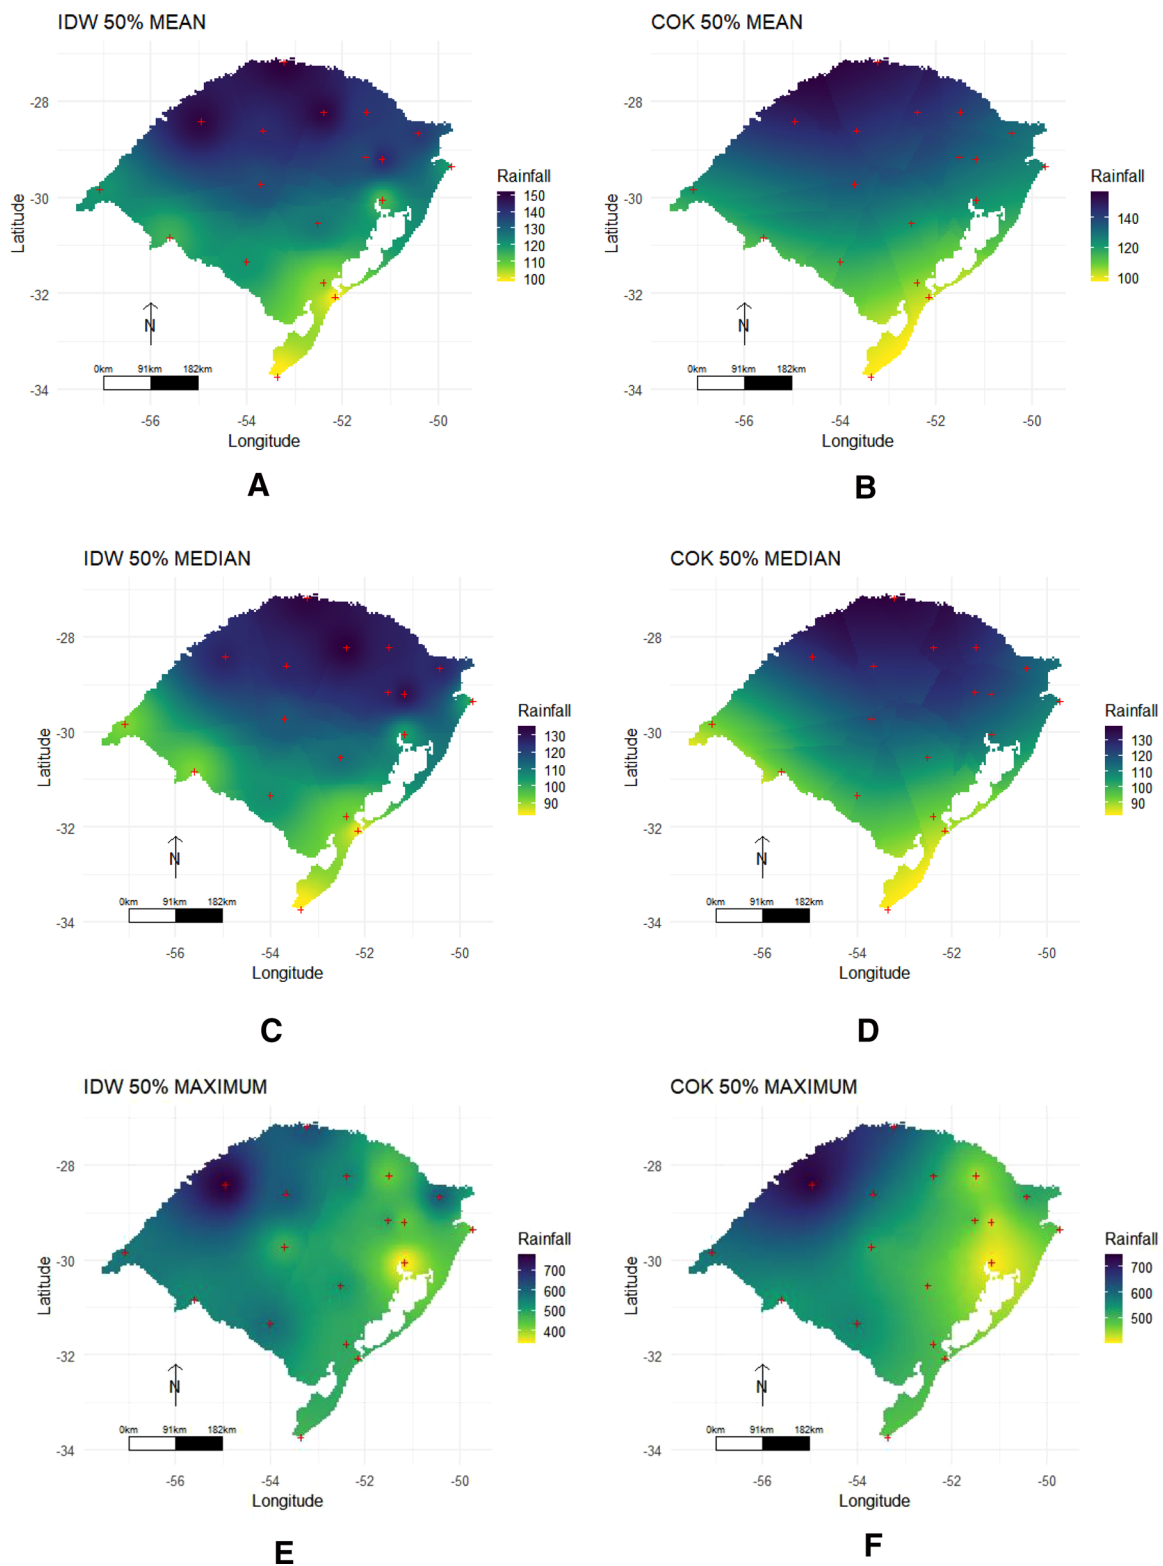 IDW 50% MEAN
COK 50% MEAN
Latitude
-28
-30
-32
-34
-56
-54
-52
-50
Longitude
N
0km 91km 182km
Rainfall
150
140
130
120
110
100
Latitude
-28
-30
-32
-34
-56
-54
-52
-50
Longitude
N
0km 91km 182km
Rainfall
140
120
100
A
B
IDW 50% MEDIAN
COK 50% MEDIAN
Latitude
-28
-30
-32
-34
-56
-54
-52
-50
Longitude
N
0km 91km 182km
Rainfall
130
120
110
100
90
Latitude
-28
-30
-32
-34
-56
-54
-52
-50
Longitude
N
0km 91km 182km
Rainfall
130
120
110
100
90
C
D
IDW 50% MAXIMUM
COK 50% MAXIMUM
Latitude
-28
-30
-32
-34
-56
-54
-52
-50
Longitude
N
0km 91km 182km
Rainfall
700
600
500
400
Latitude
-28
-30
-32
-34
-56
-54
-52
-50
Longitude
N
0km 91km 182km
Rainfall
700
600
500
E
F